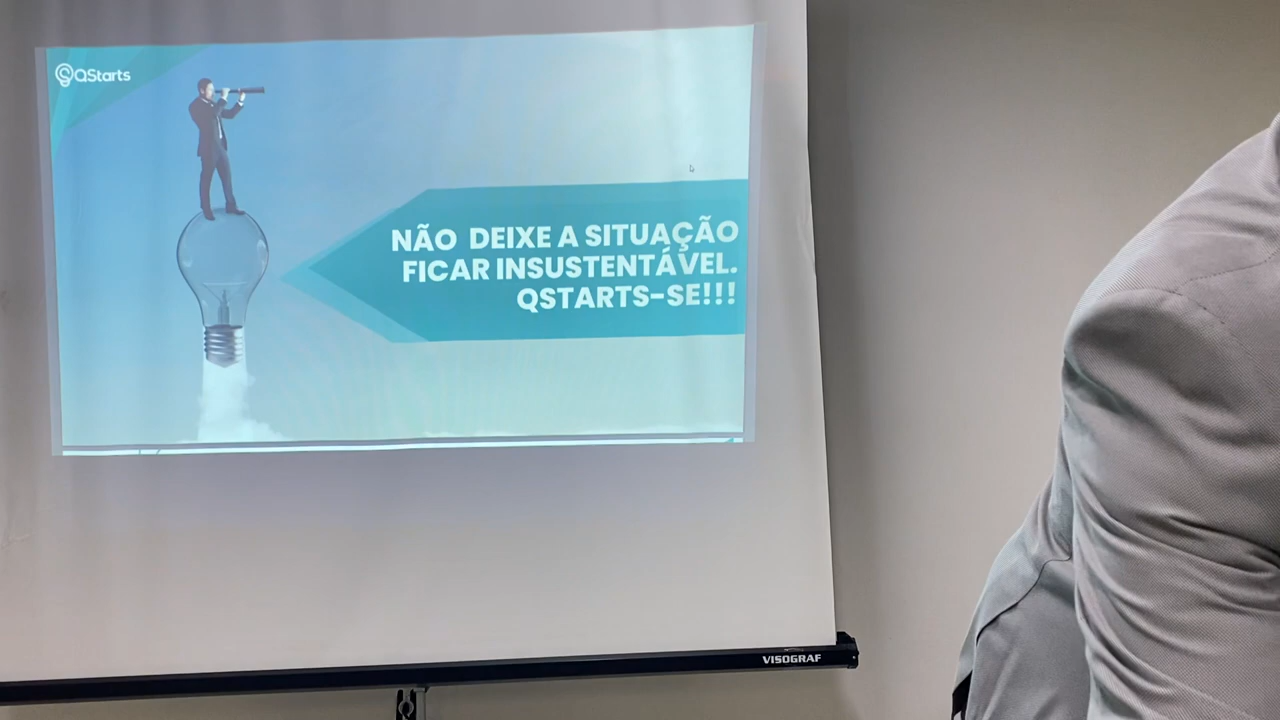 QStarts
NÃO DEIXE A SITUAÇÃO
FICAR INSUSTENTÁVEL.
QSTARTS-SE!!!
VISOGRAF